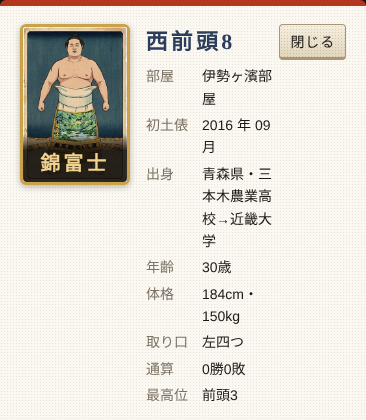 西前頭8
閉じる
錦富士
部屋 伊勢ヶ濱部
屋
初土俵 2016 年 09
月
出身 青森県・三
本木農業高
校→近畿大
学
年齢 30歳
体格 184cm・
150kg
取り口 左四つ
通算 0勝0敗
最高位 前頭3